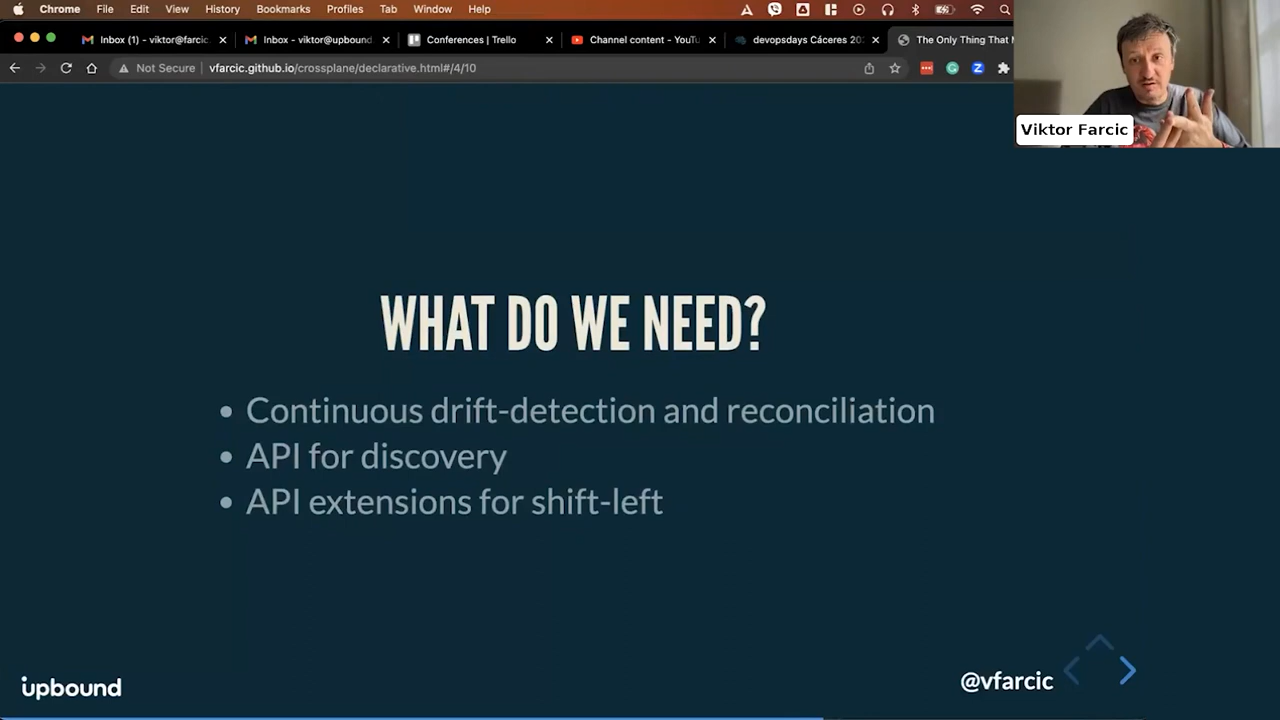 Chrome File Edit View History Bookmarks Profiles Tab Window Help
Inbox (1) - viktor@farcic. Inbox - viktor@upbound Conferences | Trello Channel content - YouTu devopsdays Cáceres 202 The Only Thing That M
Not Secure vfarcic.github.io/crossplane/declarative.html#/4/10
Viktor Farcic
WHAT DO WE NEED?
Continuous drift-detection and reconciliation
API for discovery
API extensions for shift-left
upbound
@vfarcic